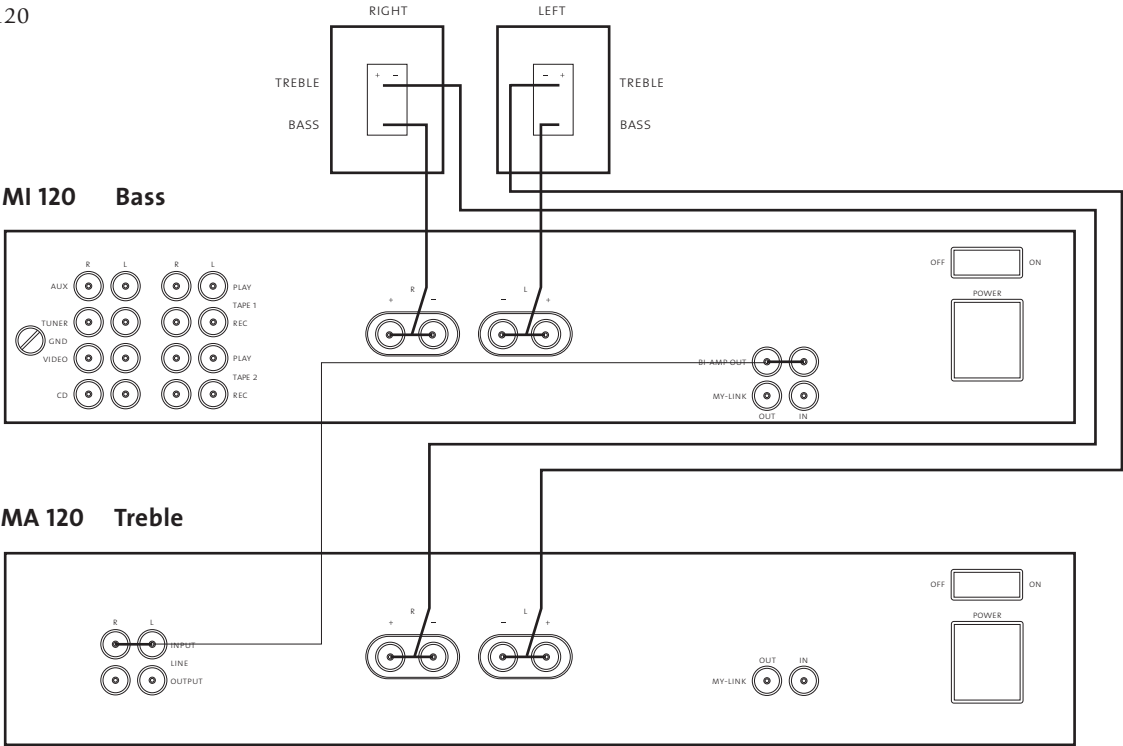 120
RIGHT LEFT
+ − − +
TREBLE TREBLE
BASS BASS
MI 120 Bass
R L R L
OFF ON
AUX PLAY
R L
POWER
+ − − +
TAPE 1
TUNER REC
GND
VIDEO PLAY
BI-AMP OUT
TAPE 2
CD REC
MY-LINK
OUT IN
MA 120 Treble
OFF ON
R L
POWER
R L
+ − − +
INPUT
LINE
OUT IN
OUTPUT
MY-LINK